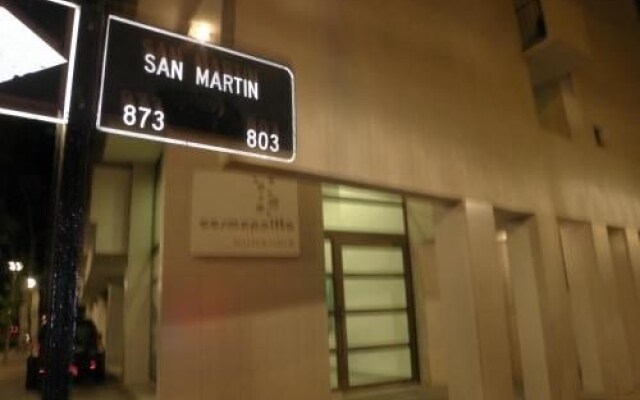 SAN MARTIN
873 803
cosmopolita